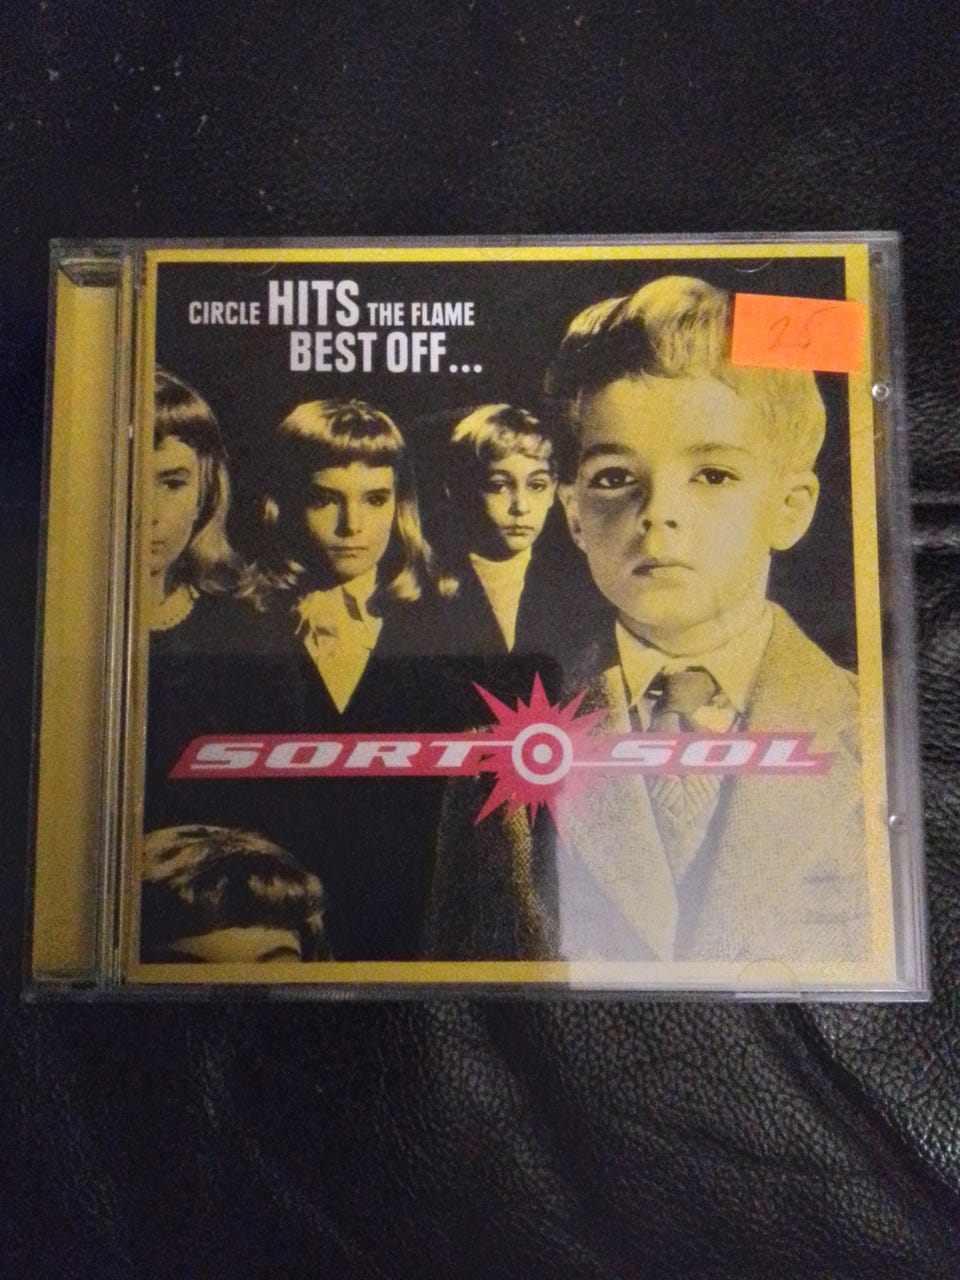 CIRCLE HITS THE FLAME
BEST OFF...
25
SORT SOL